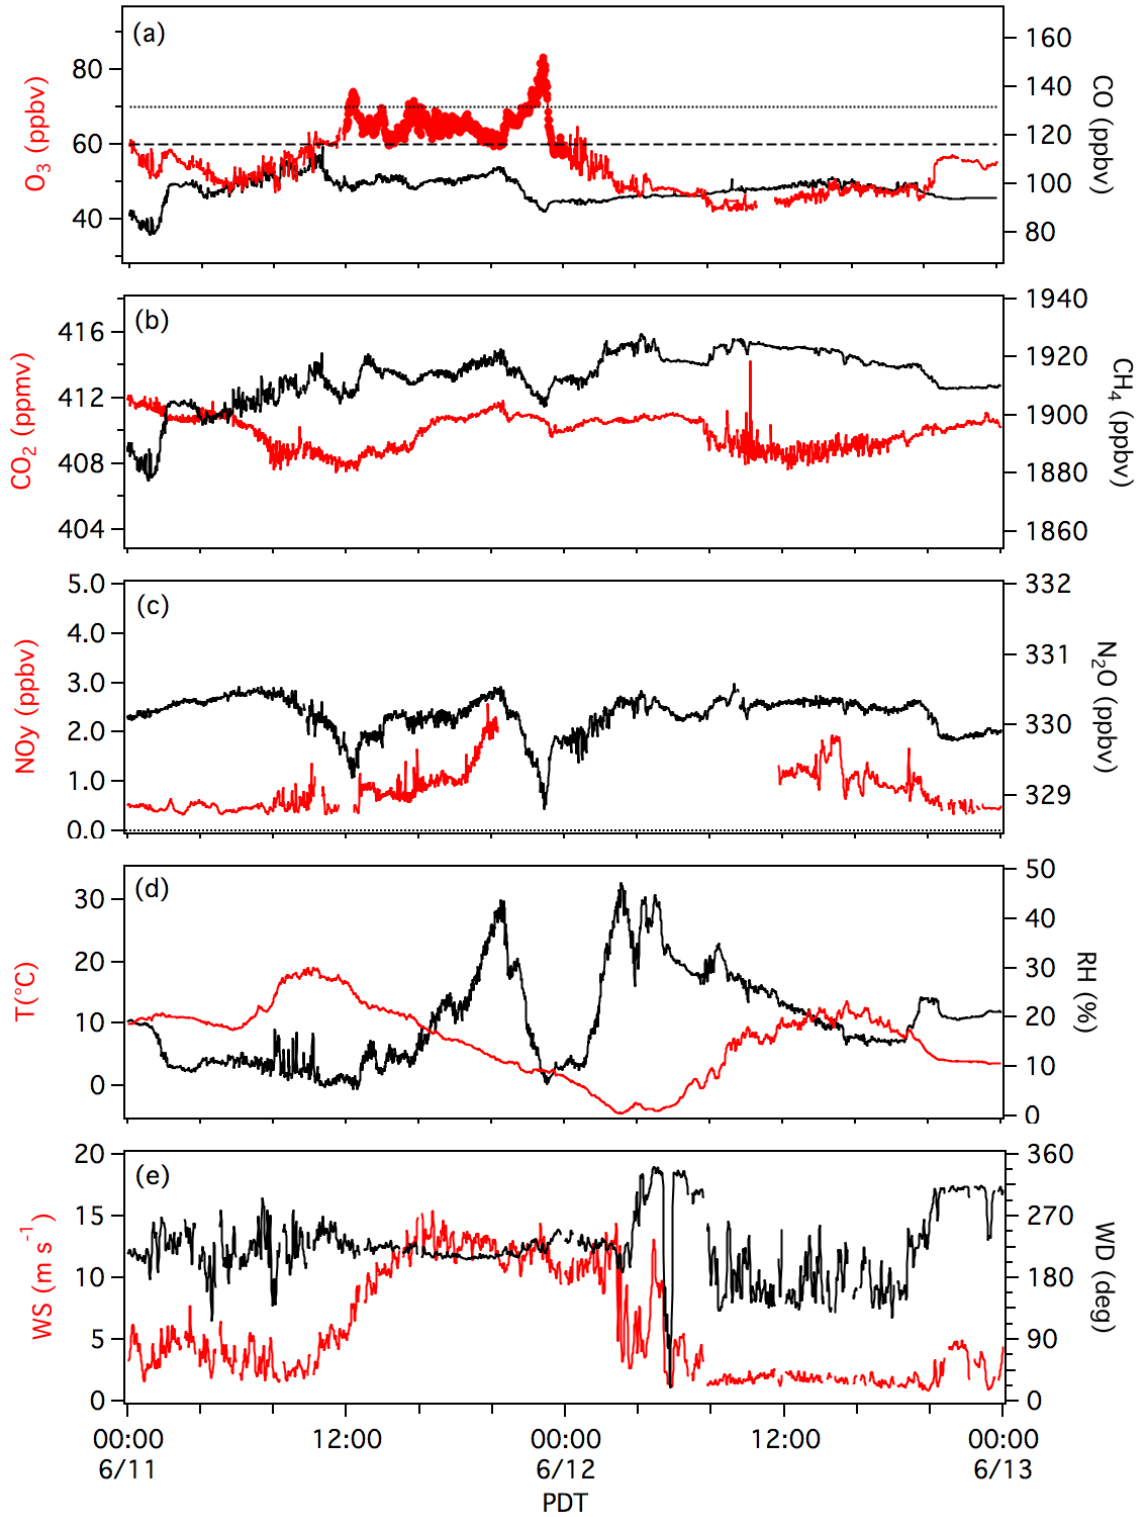 (a)
80
60
40
O3 (ppbv)
160
140
120
100
80
CO (ppbv)
(b)
416
412
408
404
CO2 (ppmv)
1940
1920
1900
1880
1860
CH4 (ppbv)
(c)
5.0
4.0
3.0
2.0
1.0
0.0
NOy (ppbv)
332
331
330
329
N2O (ppbv)
(d)
30
20
10
0
T(°C)
50
40
30
20
10
0
RH (%)
(e)
20
15
10
5
0
WS (m s-1)
360
270
180
90
0
WD (deg)
00:00 12:00 00:00 12:00 00:00
6/11 6/12 6/13
PDT